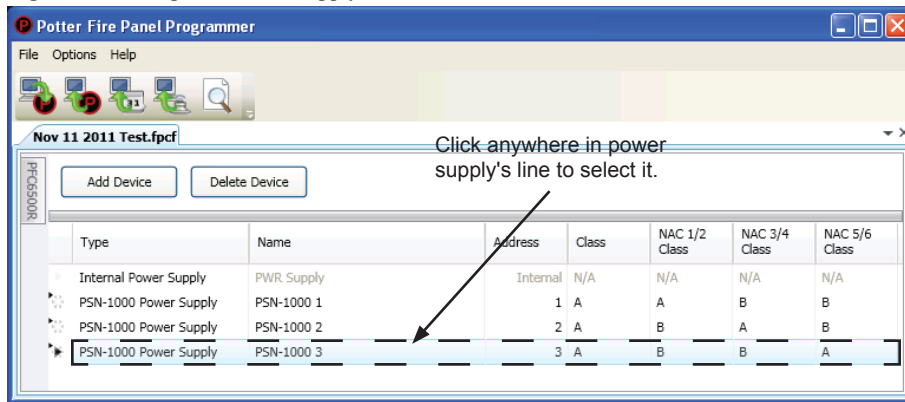 Potter Fire Panel Programmer
File Options Help
Nov 11 2011 Test.fpcf
Click anywhere in power
supply's line to select it.
PFC6500R
Add Device Delete Device
Type Name Address Class NAC 1/2 Class NAC 3/4 Class NAC 5/6 Class
Internal Power Supply PWR Supply Internal N/A N/A N/A N/A
PSN-1000 Power Supply PSN-1000 1 1 A A B B
PSN-1000 Power Supply PSN-1000 2 2 A B A B
PSN-1000 Power Supply PSN-1000 3 3 A B B A